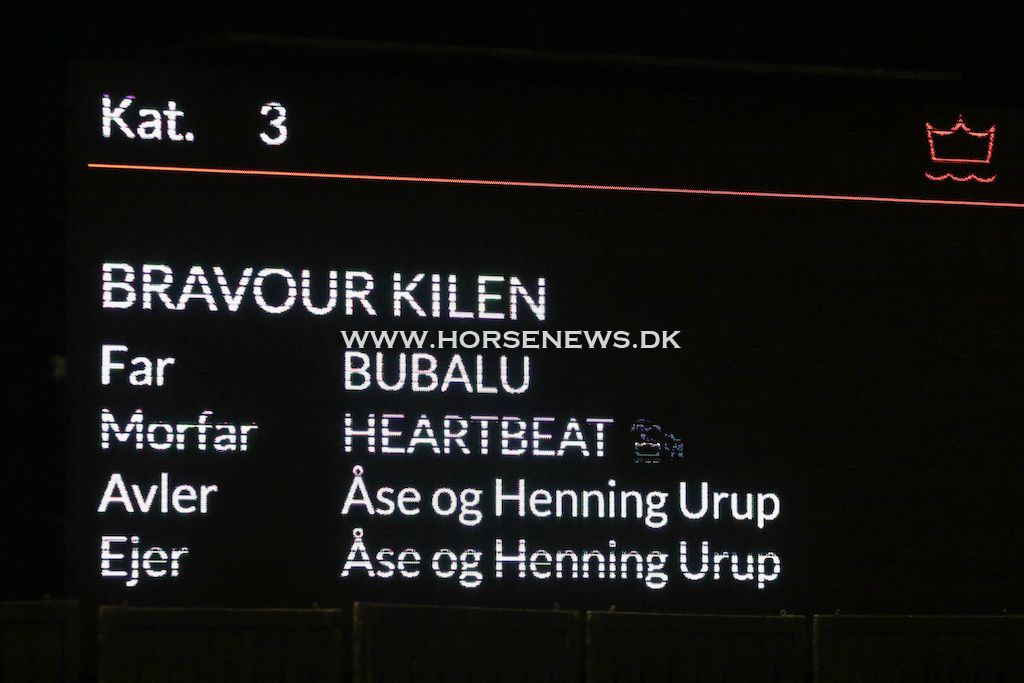 Kat. 3
BRAVOUR KILEN
WWW.HORSENEWS.DK
Far BUBALU
Morfar HEARTBEAT
Avler Åse og Henning Urup
Ejer Åse og Henning Urup